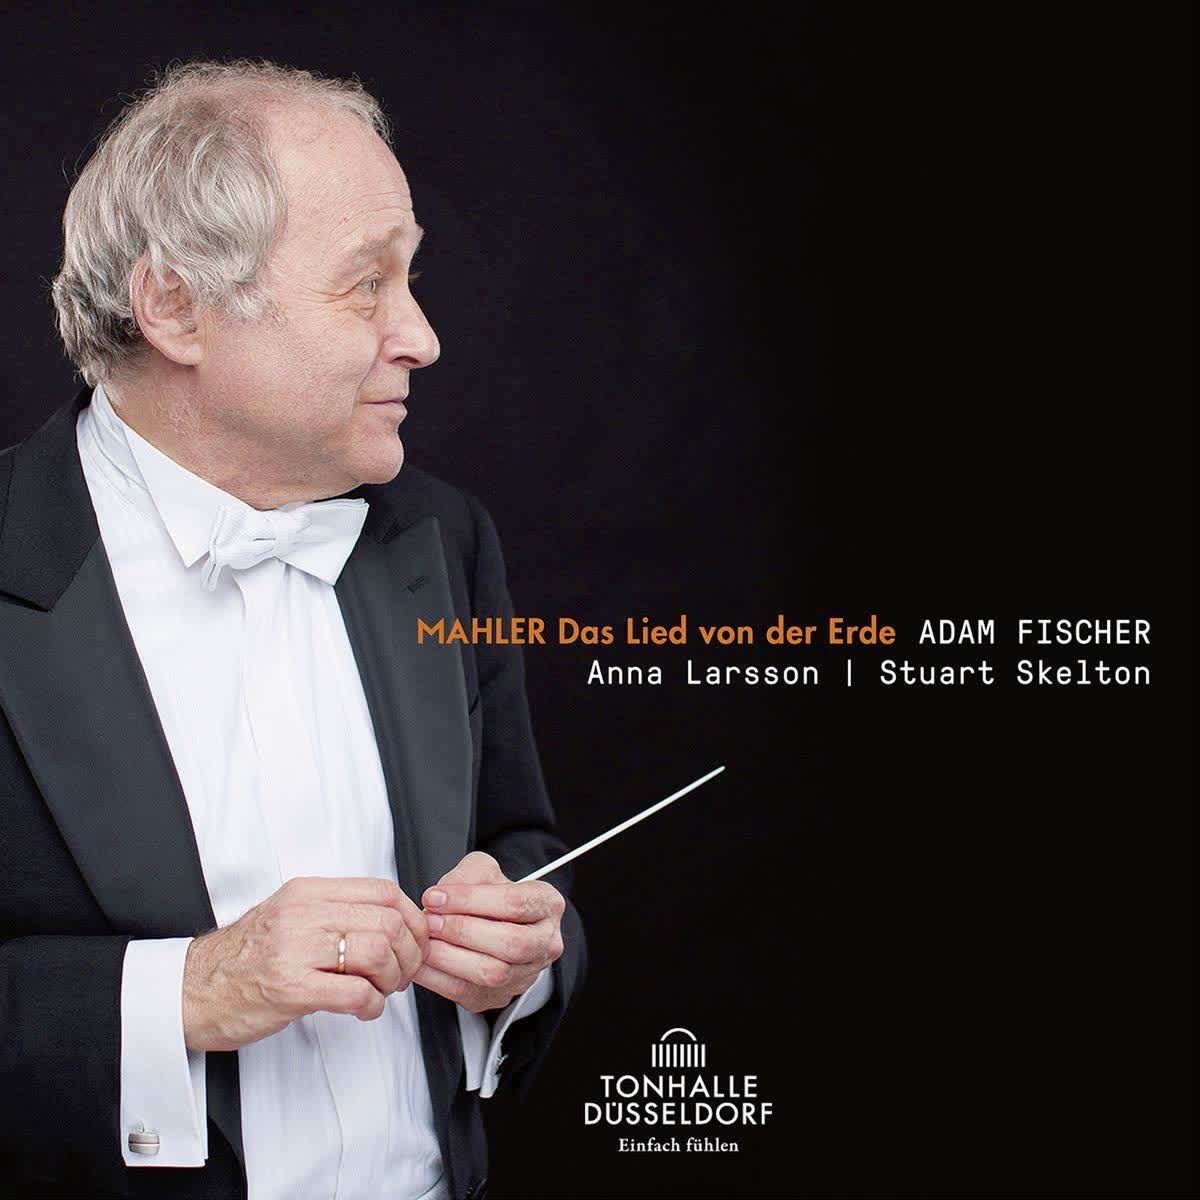 MAHLER Das Lied von der Erde ADAM FISCHER
Anna Larsson | Stuart Skelton
TONHALLE
DÜSSELDORF
Einfach fühlen